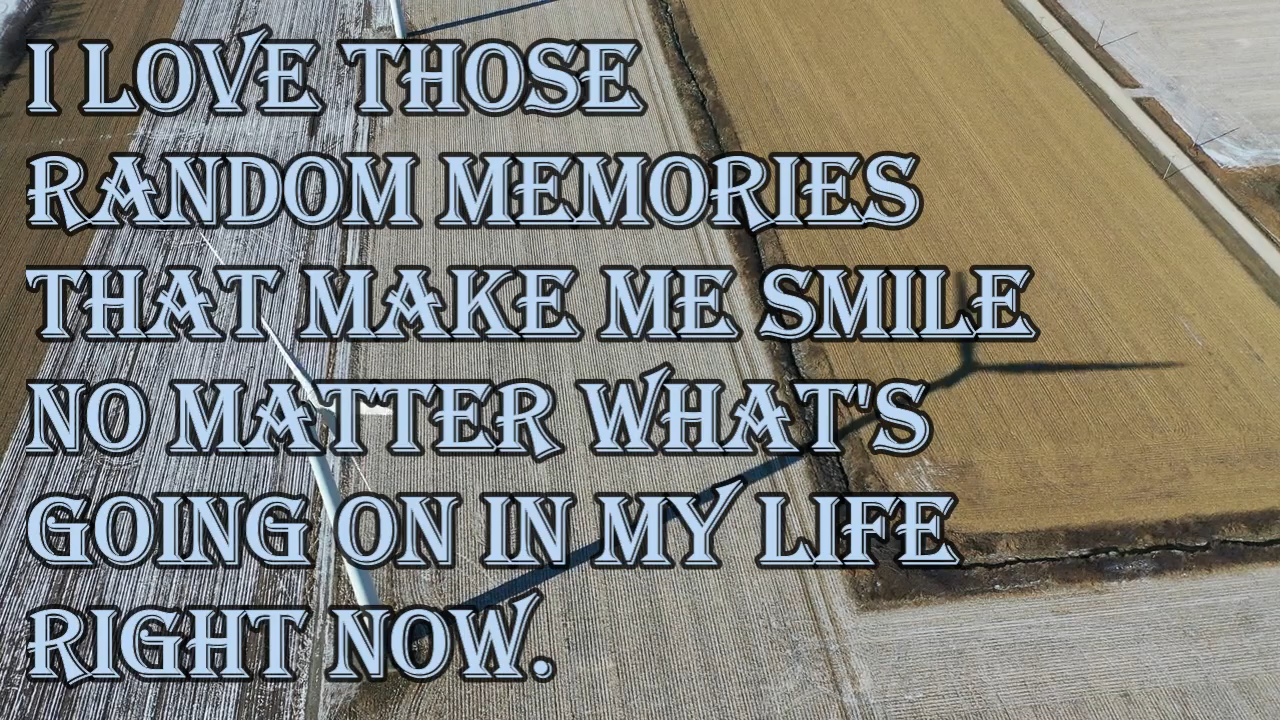 I LOVE THOSE
RANDOM MEMORIES
THAT MAKE ME SMILE
NO MATTER WHAT'S
GOING ON IN MY LIFE
RIGHT NOW.